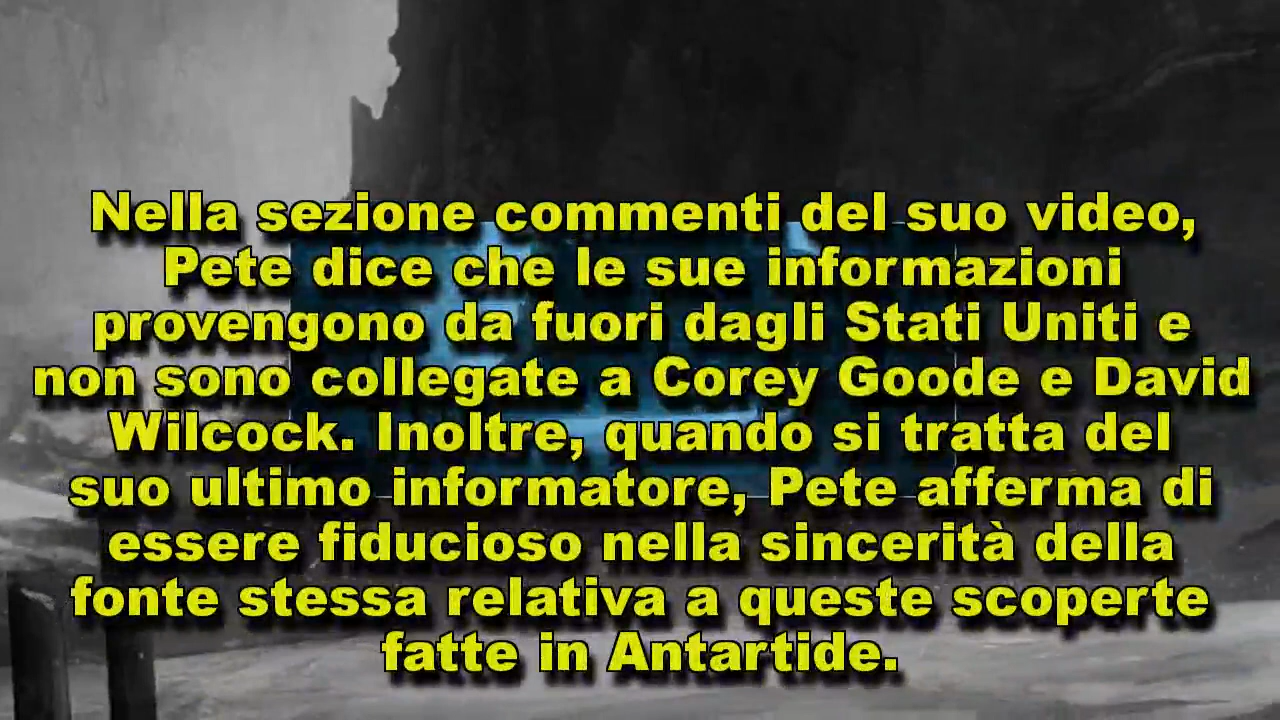 Nella sezione commenti del suo video,
Pete dice che le sue informazioni
provengono da fuori dagli Stati Uniti e
non sono collegate a Corey Goode e David
Wilcock. Inoltre, quando si tratta del
suo ultimo informatore, Pete afferma di
essere fiducioso nella sincerità della
fonte stessa relativa a queste scoperte
fatte in Antartide.